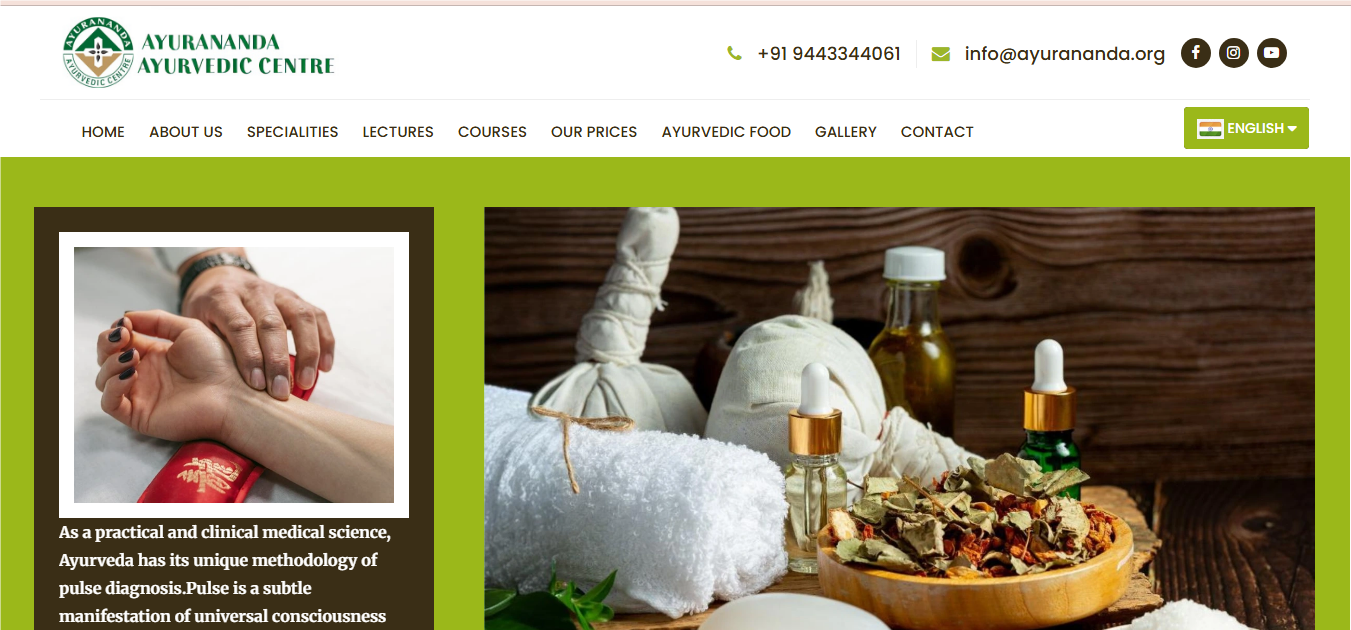 AYURANANDA
AYURVEDIC CENTRE
AYURANANDA
AYURVEDIC CENTRE
+91 9443344061
info@ayurananda.org
HOME ABOUT US SPECIALITIES LECTURES COURSES OUR PRICES AYURVEDIC FOOD GALLERY CONTACT
ENGLISH
As a practical and clinical medical science,
Ayurveda has its unique methodology of
pulse diagnosis.Pulse is a subtle
manifestation of universal consciousness